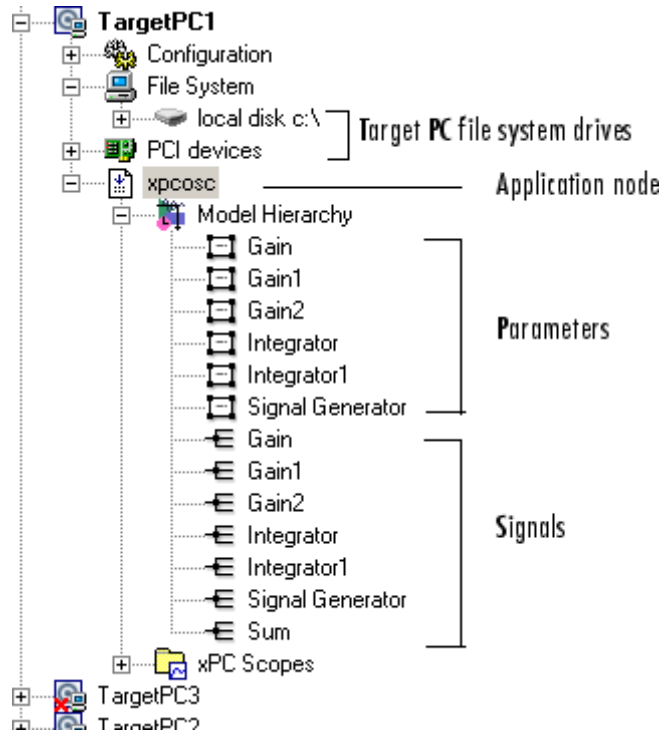 TargetPC1
Configuration
File System
local disk c:\
Target PC file system drives
PCI devices
xpcosc
Application node
Model Hierarchy
Gain
Gain1
Gain2
Integrator
Parameters
Integrator1
Signal Generator
Gain
Gain1
Gain2
Signals
Integrator
Integrator1
Signal Generator
Sum
xPC Scopes
TargetPC3
TargetPC2